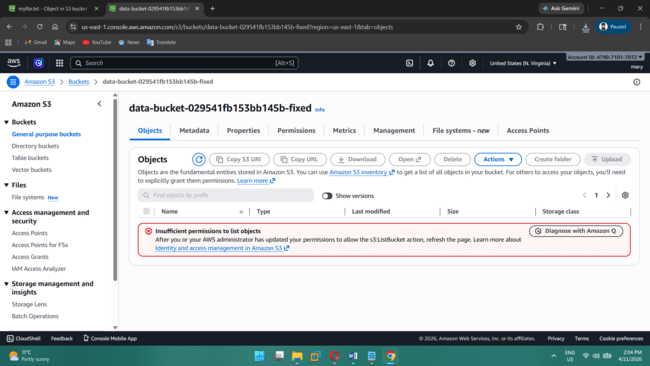 myfile.txt - Object in S3 bucket
data-bucket-029541fb153bb1
Ask Gemini
us-east-1.console.aws.amazon.com/s3/buckets/data-bucket-029541fb153bb145b-fixed?region=us-east-1&tab=objects
Paused
Gmail
Maps
YouTube
News
Translate
aws
Search
[Alt+S]
United States (N. Virginia)
Account ID: 4790-7101-7072
mary
Amazon S3
Buckets
data-bucket-029541fb153bb145b-fixed
Amazon S3
Buckets
General purpose buckets
Directory buckets
Table buckets
Vector buckets
Files
File systems New
Access management and security
Access Points
Access Points for FSx
Access Grants
IAM Access Analyzer
Storage management and insights
Storage Lens
Batch Operations
data-bucket-029541fb153bb145b-fixed Info
Objects
Metadata
Properties
Permissions
Metrics
Management
File systems - new
Access Points
Objects
Copy S3 URI
Copy URL
Download
Open
Delete
Actions
Create folder
Upload
Objects are the fundamental entities stored in Amazon S3. You can use Amazon S3 inventory to get a list of all objects in your bucket. For others to access your objects, you'll need to explicitly grant them permissions. Learn more
Find objects by prefix
Show versions
1
Name
Type
Last modified
Size
Storage class
Insufficient permissions to list objects
After you or your AWS administrator has updated your permissions to allow the s3:ListBucket action, refresh the page. Learn more about
Identity and access management in Amazon S3
Diagnose with Amazon Q
CloudShell
Feedback
Console Mobile App
© 2026, Amazon Web Services, Inc. or its affiliates.
Privacy
Terms
Cookie preferences
Partly sunny
ENG
US
2:04 PM
4/21/2026